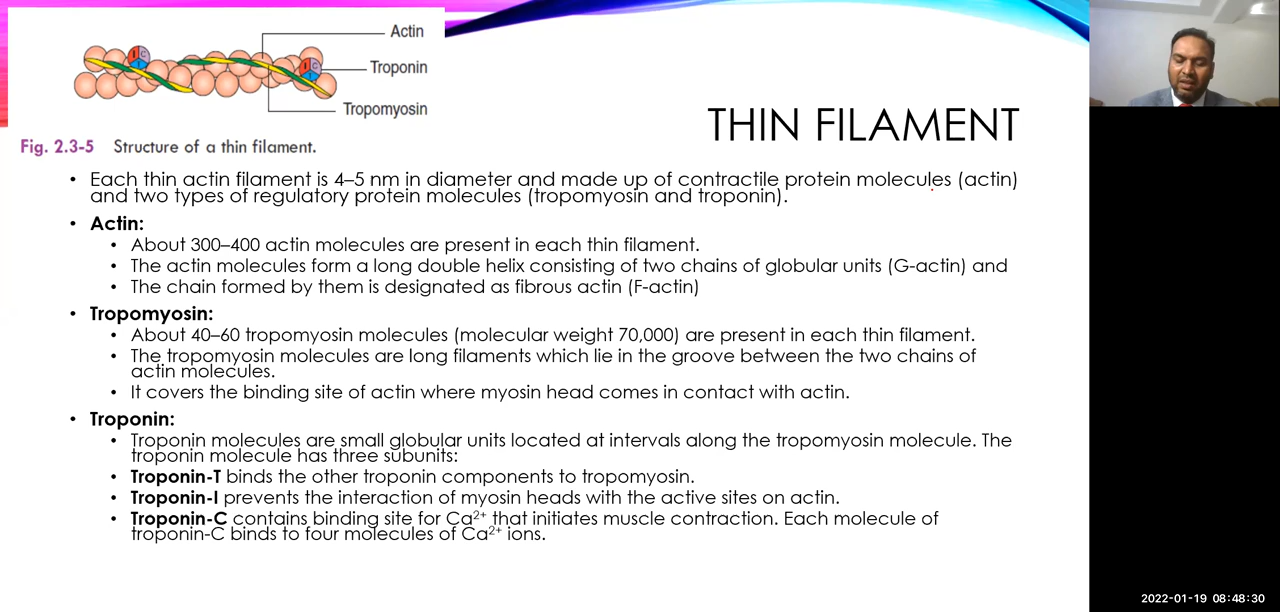 Actin
Troponin
Tropomyosin
I C
T
I C
T
Fig. 2.3-5 Structure of a thin filament.
THIN FILAMENT
• Each thin actin filament is 4–5 nm in diameter and made up of contractile protein molecules (actin)
and two types of regulatory protein molecules (tropomyosin and troponin).
• Actin:
• About 300–400 actin molecules are present in each thin filament.
• The actin molecules form a long double helix consisting of two chains of globular units (G-actin) and
• The chain formed by them is designated as fibrous actin (F-actin)
• Tropomyosin:
• About 40–60 tropomyosin molecules (molecular weight 70,000) are present in each thin filament.
• The tropomyosin molecules are long filaments which lie in the groove between the two chains of
actin molecules.
• It covers the binding site of actin where myosin head comes in contact with actin.
• Troponin:
• Troponin molecules are small globular units located at intervals along the tropomyosin molecule. The
troponin molecule has three subunits:
• Troponin-T binds the other troponin components to tropomyosin.
• Troponin-I prevents the interaction of myosin heads with the active sites on actin.
• Troponin-C contains binding site for Ca²⁺ that initiates muscle contraction. Each molecule of
troponin-C binds to four molecules of Ca²⁺ ions.
2022-01-19 08:48:30